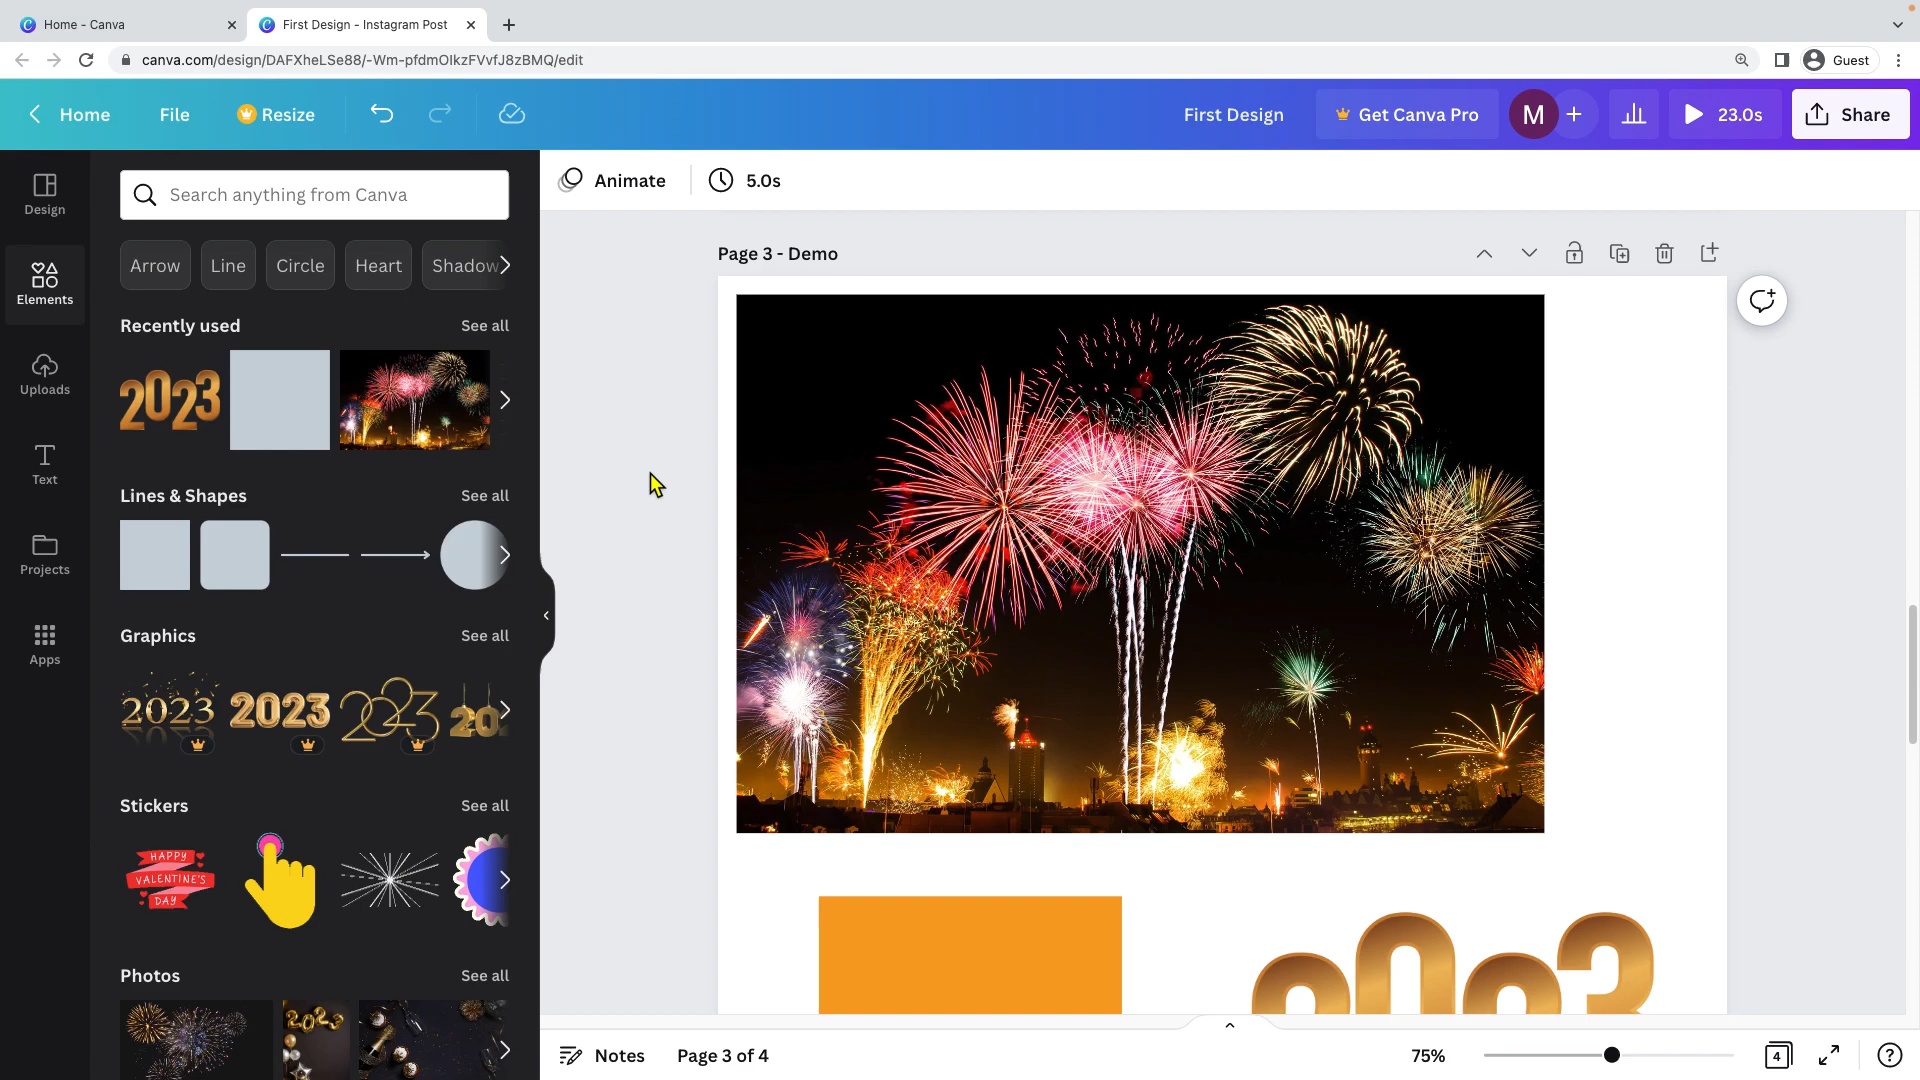 Home - Canva
First Design - Instagram Post
canva.com/design/DAFXheLSe88/-Wm-pfdmOIkzFVvfJ8zBMQ/edit
Guest
Home
File
Resize
First Design
Get Canva Pro
M
23.0s
Share
Design
Elements
Uploads
Text
Projects
Apps
Search anything from Canva
Arrow
Line
Circle
Heart
Shadow
Recently used
See all
2023
Lines & Shapes
See all
Graphics
See all
2023
2023
2023
20
Stickers
See all
HAPPY
VALENTINE'S
DAY
Photos
See all
2023
Animate
5.0s
Page 3 - Demo
2023
Notes
Page 3 of 4
75%
4
?